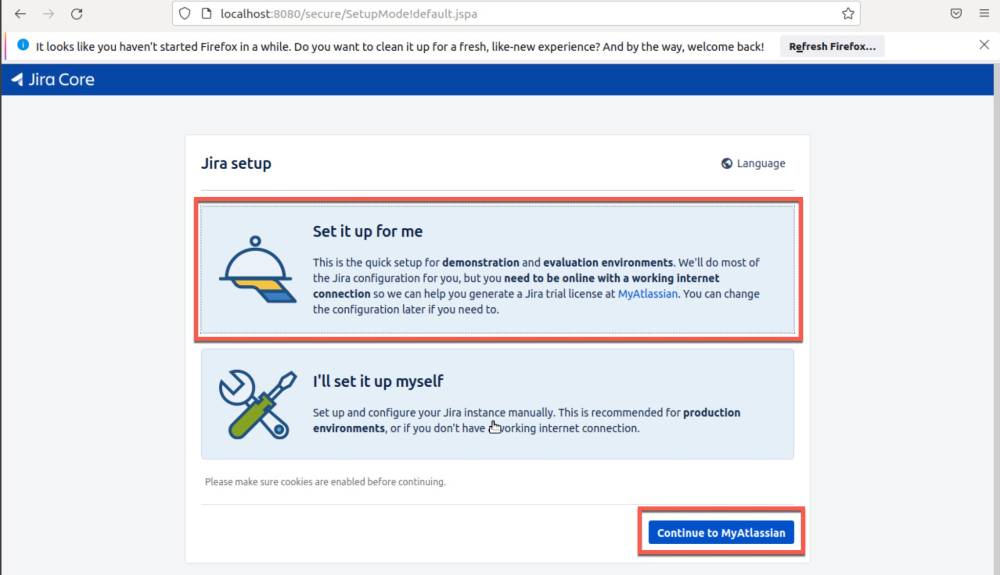 localhost:8080/secure/SetupMode!default.jspa
It looks like you haven't started Firefox in a while. Do you want to clean it up for a fresh, like-new experience? And by the way, welcome back!
Refresh Firefox...
Jira Core
Jira setup
Language
Set it up for me
This is the quick setup for demonstration and evaluation environments. We'll do most of
the Jira configuration for you, but you need to be online with a working internet
connection so we can help you generate a Jira trial license at MyAtlassian. You can change
the configuration later if you need to.
I'll set it up myself
Set up and configure your Jira instance manually. This is recommended for production
environments, or if you don't have working internet connection.
Please make sure cookies are enabled before continuing.
Continue to MyAtlassian